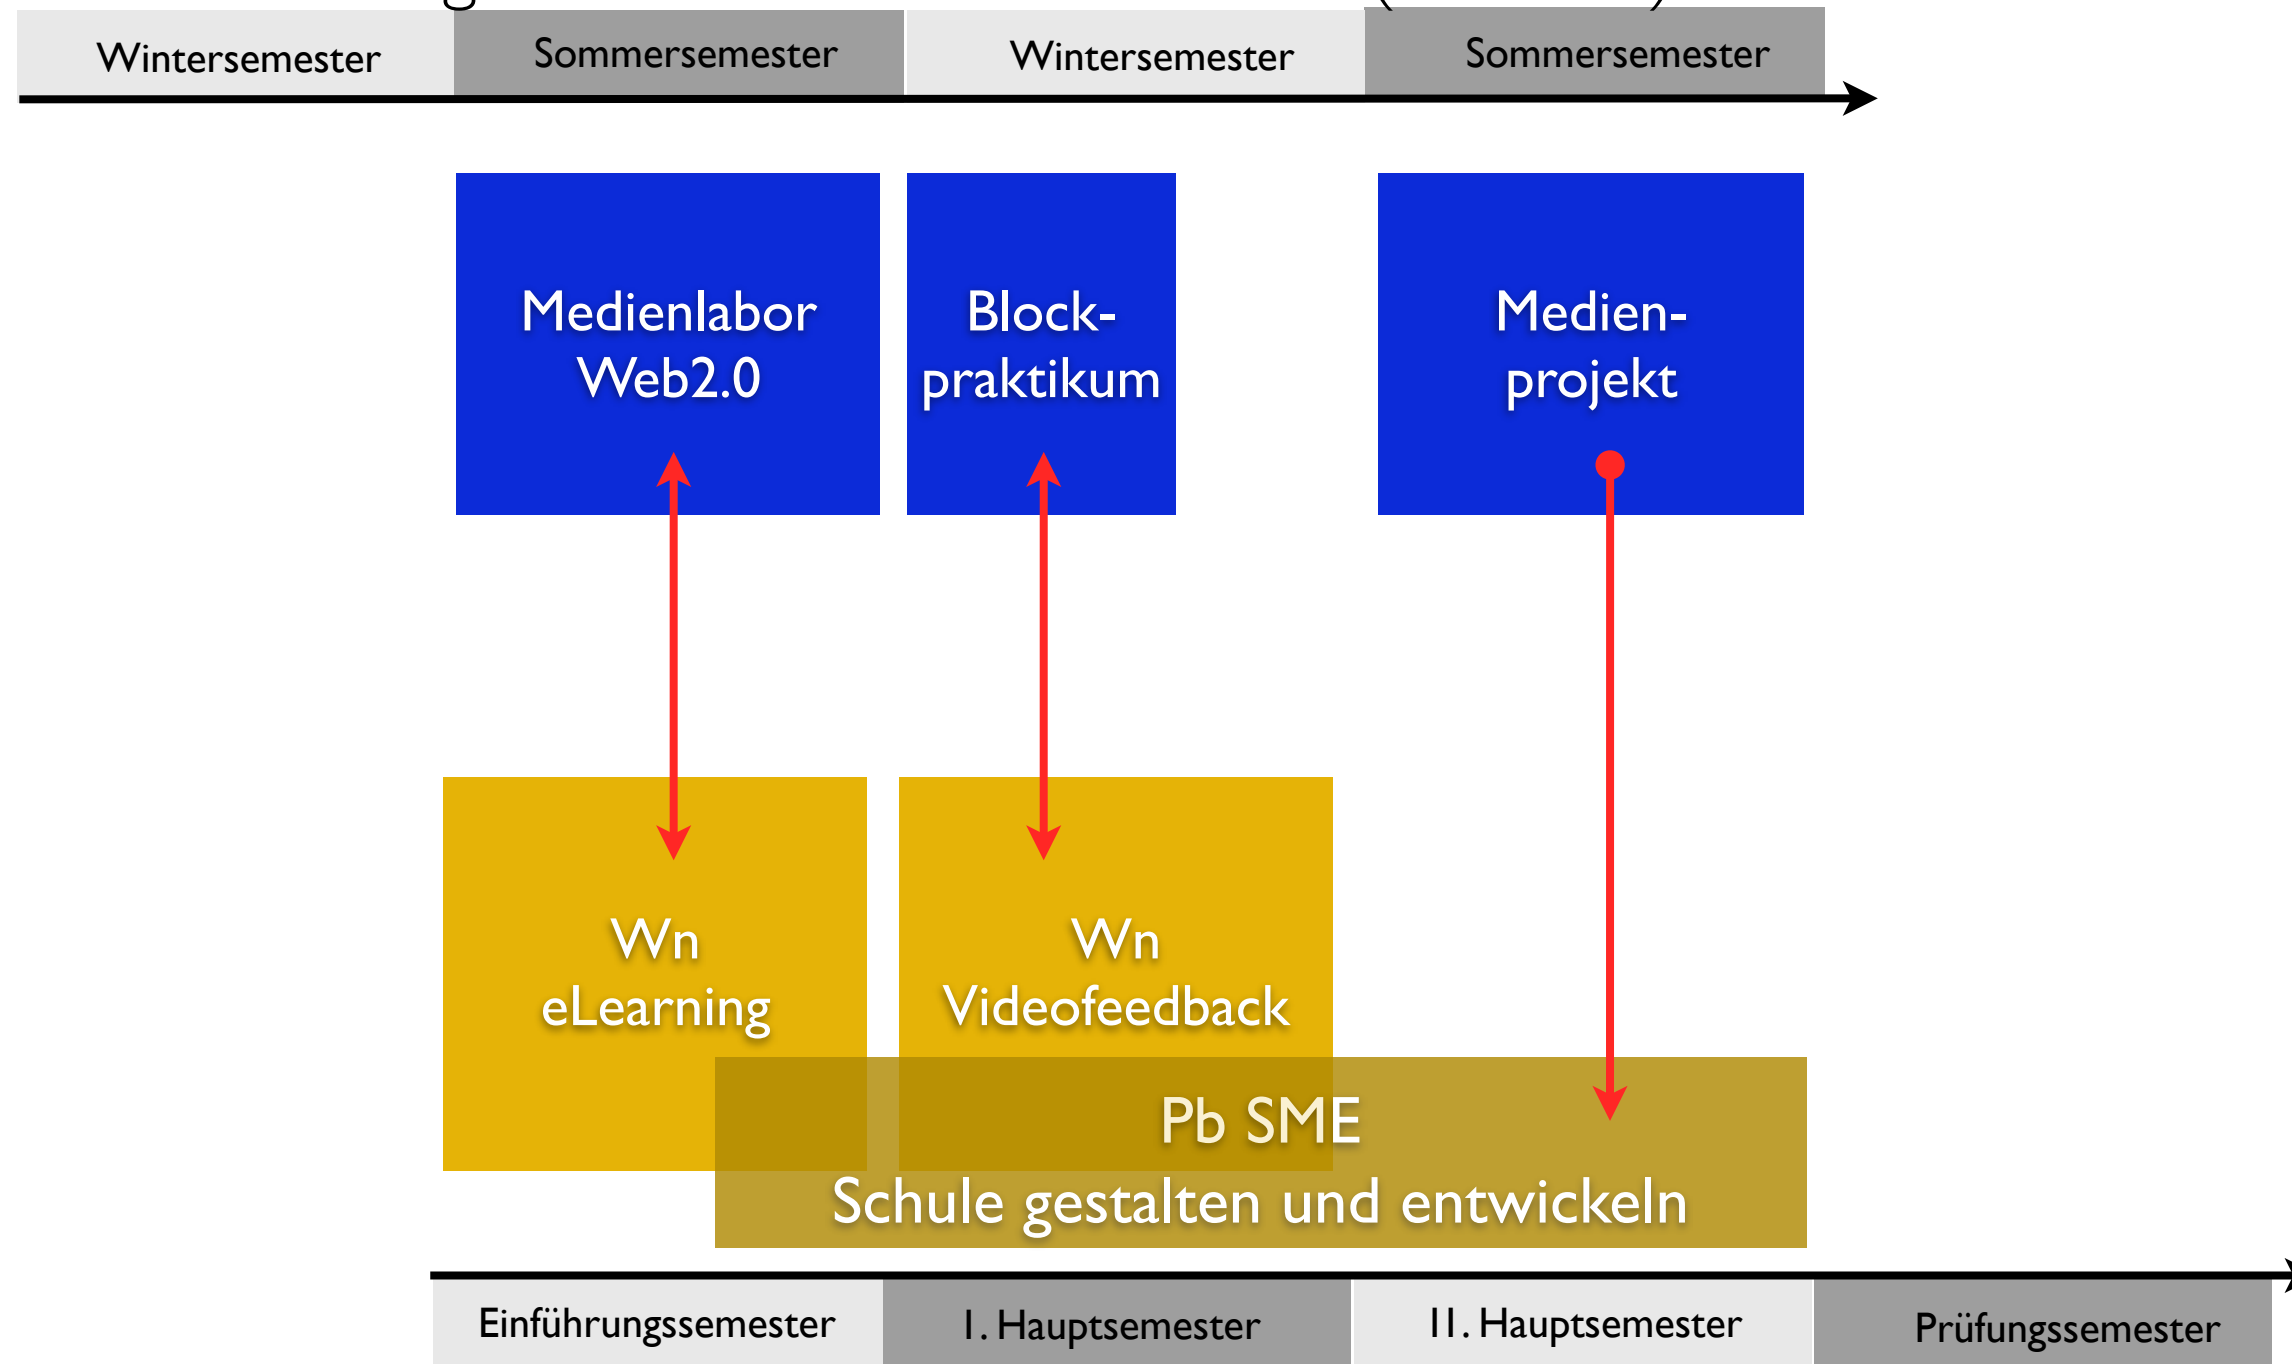 Wintersemester
Sommersemester
Wintersemester
Sommersemester
Medienlabor
Web2.0
Block-
praktikum
Medien-
projekt
Wn
eLearning
Wn
Videofeedback
Pb SME
Schule gestalten und entwickeln
Einführungssemester
I. Hauptsemester
II. Hauptsemester
Prüfungssemester